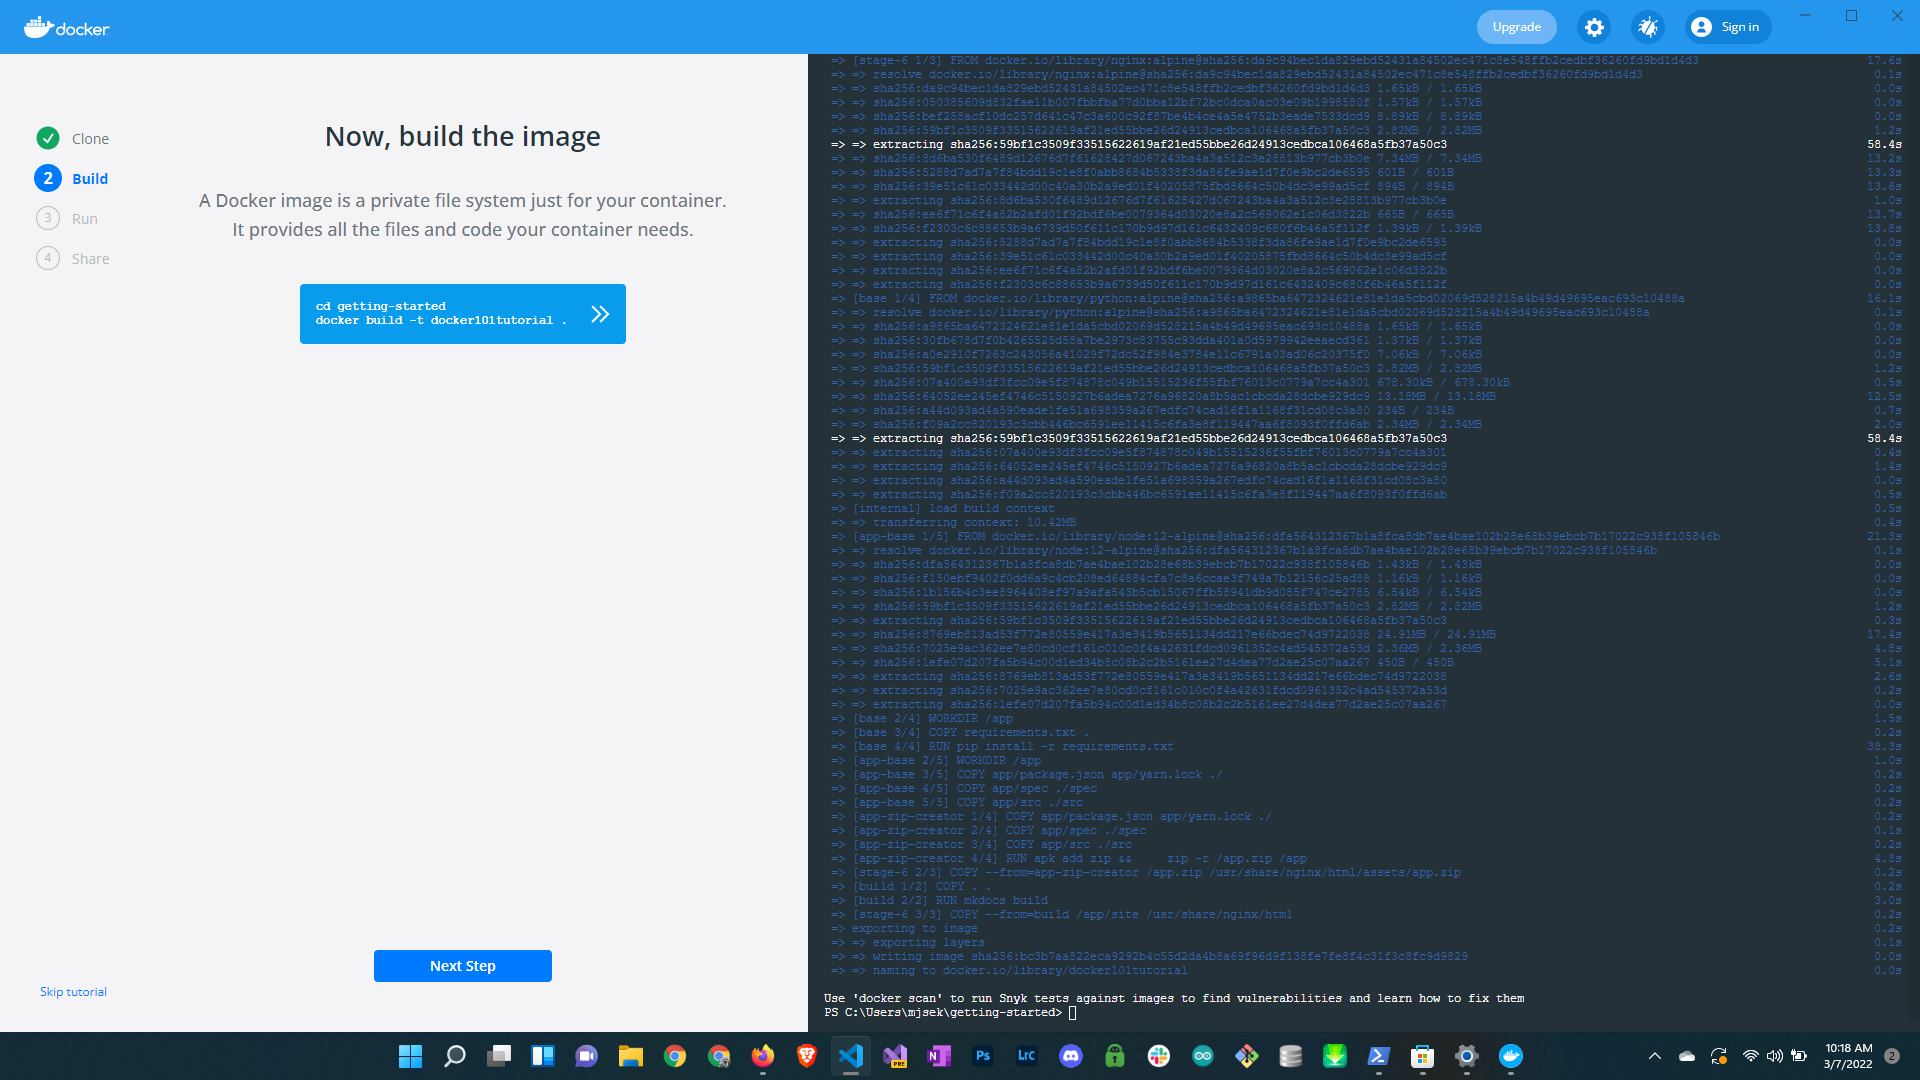 docker
Upgrade
Sign in
Clone
2 Build
3 Run
4 Share
Now, build the image
A Docker image is a private file system just for your container.
It provides all the files and code your container needs.
cd getting-started
docker build -t docker101tutorial .
Next Step
Skip tutorial
=> [stage-6 1/3] FROM docker.io/library/nginx:alpine@sha256:da9c94bec1da829ebd52431a84502ec471c8e548ffb2cedbf36260fd9bd1d4d3 17.6s
=> => resolve docker.io/library/nginx:alpine@sha256:da9c94bec1da829ebd52431a84502ec471c8e548ffb2cedbf36260fd9bd1d4d3 0.1s
=> => sha256:da9c94bec1da829ebd52431a84502ec471c8e548ffb2cedbf36260fd9bd1d4d3 1.65kB / 1.65kB 0.0s
=> => sha256:050385609d832fae11b007fbbfba77d0bba12bf72bc0dca0ac03e09b1998580f 1.57kB / 1.57kB 0.0s
=> => sha256:bef258acf10dc257d641c47c3a600c92f87be4b4ce4a5e4752b3eade7533dcd9 8.89kB / 8.89kB 0.0s
=> => sha256:59bf1c3509f33515622619af21ed55bbe26d24913cedbca106468a5fb37a50c3 2.82MB / 2.82MB 1.2s
=> => extracting sha256:59bf1c3509f33515622619af21ed55bbe26d24913cedbca106468a5fb37a50c3 58.4s
=> => sha256:8d6ba530f6489d12676d7f61628427d067243ba4a3a512c3e28813b977cb3b0e 7.34MB / 7.34MB 13.2s
=> => sha256:5288d7ad7a7f84bdd19c1e8f0abb8684b5338f3da86fe9ae1d7f0e9bc2de6595 601B / 601B 13.3s
=> => sha256:39e51c61c033442d00c40a30b2a9ed01f40205875fbd8664c50b4dc3e99ad5cf 894B / 894B 13.6s
=> => extracting sha256:8d6ba530f6489d12676d7f61628427d067243ba4a3a512c3e28813b977cb3b0e 1.0s
=> => sha256:ee6f71c6f4a82b2afd01f92bdf6be0079364d03020e8a2c569062e1c06d3822b 665B / 665B 13.7s
=> => sha256:f2303c6c88653b9a6739d50f611c170b9d97d161c6432409c680f6b46a5f112f 1.39kB / 1.39kB 13.8s
=> => extracting sha256:5288d7ad7a7f84bdd19c1e8f0abb8684b5338f3da86fe9ae1d7f0e9bc2de6595 0.0s
=> => extracting sha256:39e51c61c033442d00c40a30b2a9ed01f40205875fbd8664c50b4dc3e99ad5cf 0.0s
=> => extracting sha256:ee6f71c6f4a82b2afd01f92bdf6be0079364d03020e8a2c569062e1c06d3822b 0.0s
=> => extracting sha256:f2303c6c88653b9a6739d50f611c170b9d97d161c6432409c680f6b46a5f112f 0.0s
=> [base 1/4] FROM docker.io/library/python:alpine@sha256:a9865ba6472324621e81e1da5cbd02069d528215a4b49d49695eac693c10488a 16.1s
=> => resolve docker.io/library/python:alpine@sha256:a9865ba6472324621e81e1da5cbd02069d528215a4b49d49695eac693c10488a 0.1s
=> => sha256:a9865ba6472324621e81e1da5cbd02069d528215a4b49d49695eac693c10488a 1.65kB / 1.65kB 0.0s
=> => sha256:30fb678d7f0b4265525d58a7be2973c83755c93dda401a0d5979942eeaecd361 1.37kB / 1.37kB 0.0s
=> => sha256:a0e2910f7263c243056a41029f72dc52f984e3784e11c6791a03ad06c20375f0 7.06kB / 7.06kB 0.0s
=> => sha256:59bf1c3509f33515622619af21ed55bbe26d24913cedbca106468a5fb37a50c3 2.82MB / 2.82MB 1.2s
=> => sha256:07a400e93df3fcc09e5f874878c049b15515236f55fbf76013c0779a7cc4a301 678.30kB / 678.30kB 0.5s
=> => sha256:64052ee245ef4746c5150927b6adea7276a96820a8b5ac1cbcda28dcbe929dc9 13.18MB / 13.18MB 12.5s
=> => sha256:a44d093ad4a590eade1fe51a698359a267edfc74cad16f1a1168f31cd08c3a80 234B / 234B 0.7s
=> => sha256:f09a2cc820193c3cbb446bc6591ee11415c6fa3e8f119447aa6f8093f0ffd6ab 2.34MB / 2.34MB 2.0s
=> => extracting sha256:59bf1c3509f33515622619af21ed55bbe26d24913cedbca106468a5fb37a50c3 58.4s
=> => extracting sha256:07a400e93df3fcc09e5f874878c049b15515236f55fbf76013c0779a7cc4a301 0.4s
=> => extracting sha256:64052ee245ef4746c5150927b6adea7276a96820a8b5ac1cbcda28dcbe929dc9 1.4s
=> => extracting sha256:a44d093ad4a590eade1fe51a698359a267edfc74cad16f1a1168f31cd08c3a80 0.0s
=> => extracting sha256:f09a2cc820193c3cbb446bc6591ee11415c6fa3e8f119447aa6f8093f0ffd6ab 0.5s
=> [internal] load build context 0.5s
=> => transferring context: 10.42MB 0.4s
=> [app-base 1/5] FROM docker.io/library/node:12-alpine@sha256:dfa564312367b1a8fca8db7ae4bae102b28e68b39ebcb7b17022c938f105846b 21.3s
=> => resolve docker.io/library/node:12-alpine@sha256:dfa564312367b1a8fca8db7ae4bae102b28e68b39ebcb7b17022c938f105846b 0.1s
=> => sha256:dfa564312367b1a8fca8db7ae4bae102b28e68b39ebcb7b17022c938f105846b 1.43kB / 1.43kB 0.0s
=> => sha256:f150ebf9402f0dd6a9c4cb208ed64884cfa7c8a6ccae3f749a7b12156c25ad88 1.16kB / 1.16kB 0.0s
=> => sha256:1b156b4c3ee8964408ef97a9afa543b5cb15067ffb58941db9d085f747ce2785 6.54kB / 6.54kB 0.0s
=> => sha256:59bf1c3509f33515622619af21ed55bbe26d24913cedbca106468a5fb37a50c3 2.82MB / 2.82MB 1.2s
=> => extracting sha256:59bf1c3509f33515622619af21ed55bbe26d24913cedbca106468a5fb37a50c3 0.3s
=> => sha256:8769eb813ad53f772e80559e417a3e3419b5651134dd217e66bdec74d9722038 24.91MB / 24.91MB 17.4s
=> => sha256:7025e9ac362ee7e80cd0cf161c010c0f4a42631fdcd0961352c4ad545372a53d 2.36MB / 2.36MB 4.8s
=> => sha256:1efe07d207fa5b94c00d1ed34b8c08b2c2b5161ee27d4dea77d2ae25c07aa267 450B / 450B 5.1s
=> => extracting sha256:8769eb813ad53f772e80559e417a3e3419b5651134dd217e66bdec74d9722038 2.6s
=> => extracting sha256:7025e9ac362ee7e80cd0cf161c010c0f4a42631fdcd0961352c4ad545372a53d 0.2s
=> => extracting sha256:1efe07d207fa5b94c00d1ed34b8c08b2c2b5161ee27d4dea77d2ae25c07aa267 0.0s
=> [base 2/4] WORKDIR /app 1.5s
=> [base 3/4] COPY requirements.txt . 0.2s
=> [base 4/4] RUN pip install -r requirements.txt 38.3s
=> [app-base 2/5] WORKDIR /app 1.0s
=> [app-base 3/5] COPY app/package.json app/yarn.lock ./ 0.2s
=> [app-base 4/5] COPY app/spec ./spec 0.2s
=> [app-base 5/5] COPY app/src ./src 0.2s
=> [app-zip-creator 1/4] COPY app/package.json app/yarn.lock ./ 0.2s
=> [app-zip-creator 2/4] COPY app/spec ./spec 0.1s
=> [app-zip-creator 3/4] COPY app/src ./src 0.2s
=> [app-zip-creator 4/4] RUN apk add zip &&     zip -r /app.zip /app 4.8s
=> [stage-6 2/3] COPY --from=app-zip-creator /app.zip /usr/share/nginx/html/assets/app.zip 0.2s
=> [build 1/2] COPY . . 0.2s
=> [build 2/2] RUN mkdocs build 3.0s
=> [stage-6 3/3] COPY --from=build /app/site /usr/share/nginx/html 0.2s
=> exporting to image 0.2s
=> => exporting layers 0.1s
=> => writing image sha256:bc3b7aa822eca9292b4c55d2da4b8a69f96d9f138fe7fe8f4c31f3c8fc9d9829 0.0s
=> => naming to docker.io/library/docker101tutorial 0.0s
Use 'docker scan' to run Snyk tests against images to find vulnerabilities and learn how to fix them
PS C:\Users\mjsek\getting-started>
PRE
N
Ps
LrC
10:18 AM
3/7/2022
2